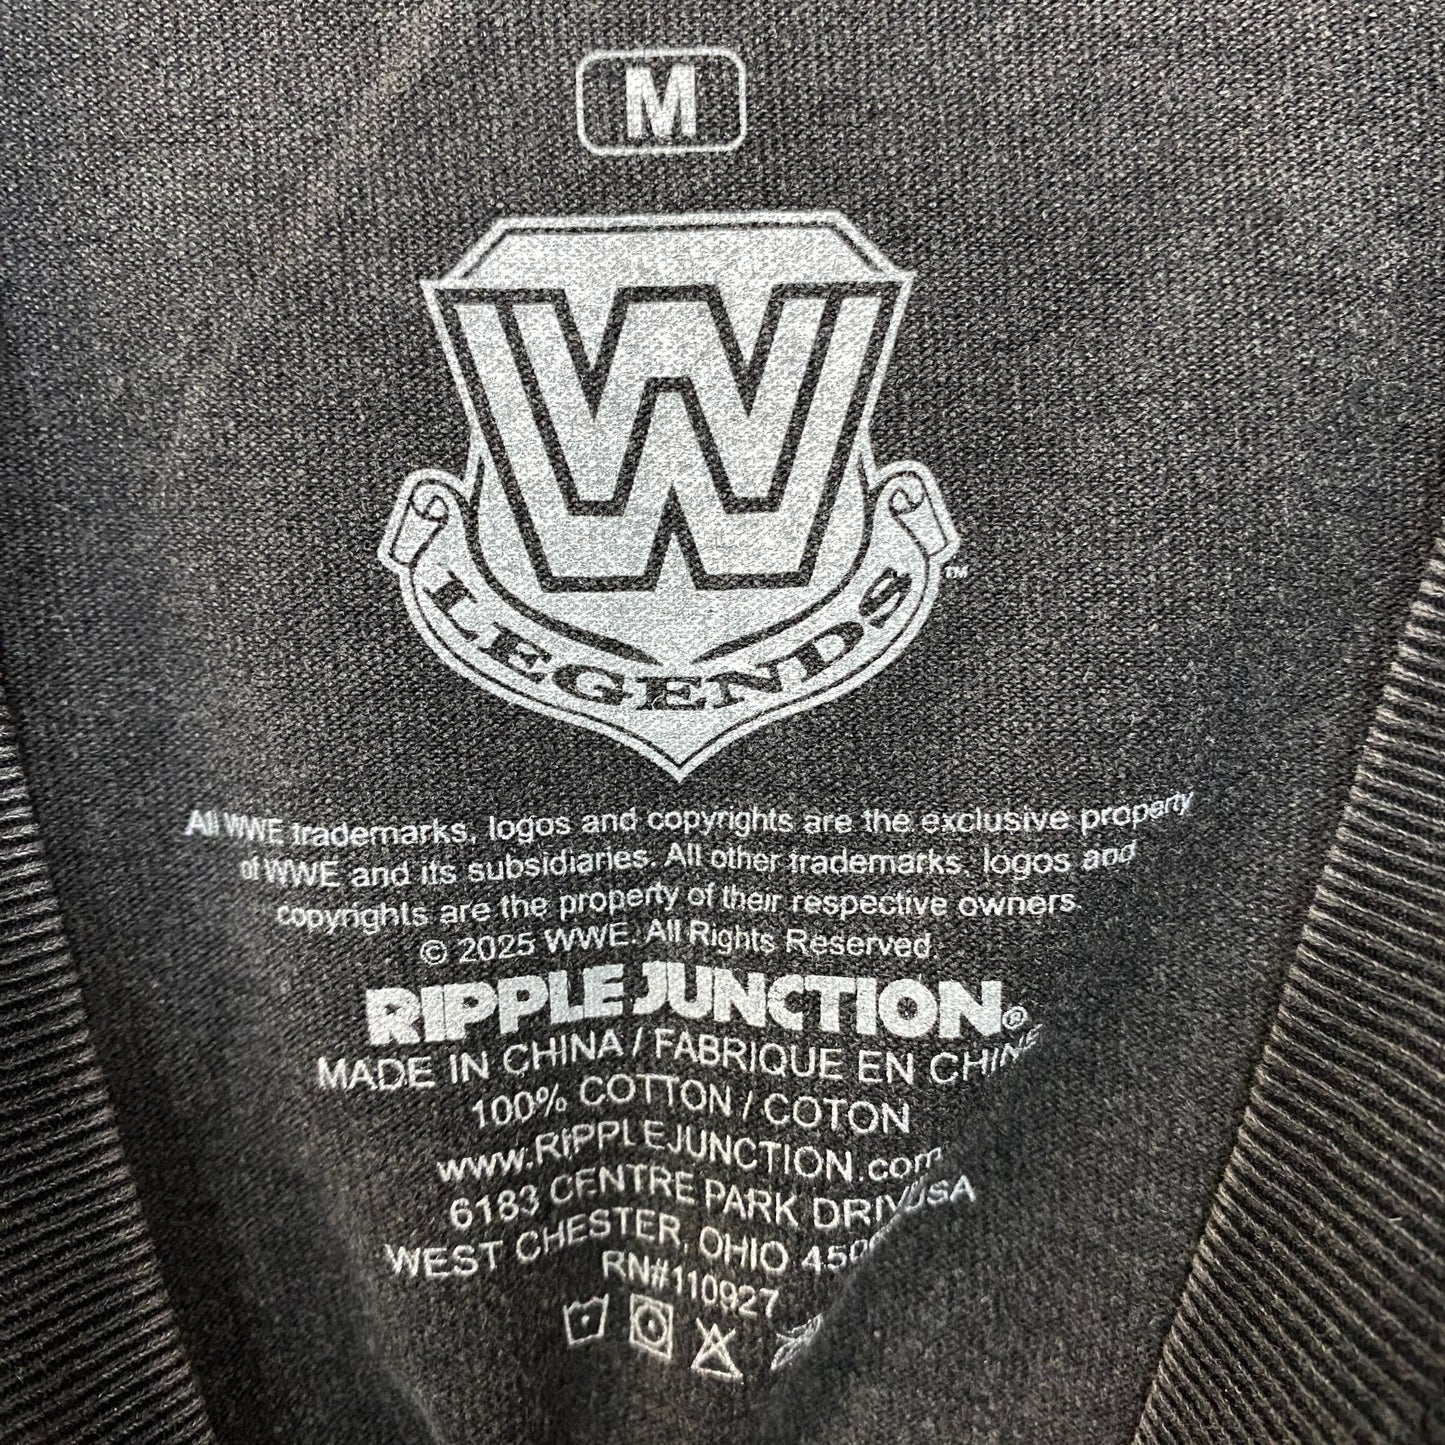 M
W
LEGENDS
™
All WWE trademarks, logos and copyrights are the exclusive property
of WWE and its subsidiaries. All other trademarks, logos and
copyrights are the property of their respective owners.
© 2025 WWE. All Rights Reserved.
RIPPLE JUNCTION®
MADE IN CHINA / FABRIQUE EN CHINE
100% COTTON / COTON
www.RIPPLEJUNCTION.com
6183 CENTRE PARK
WEST CHESTER, OHIO
RN#110927